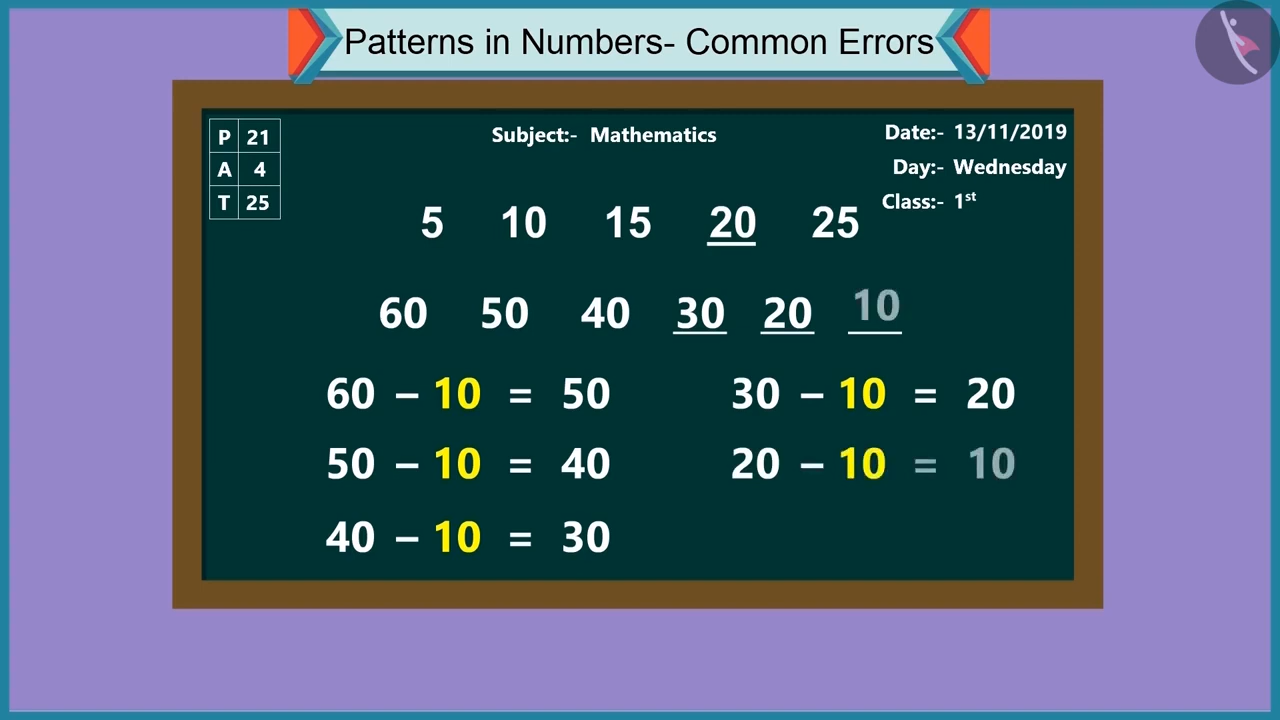 Patterns in Numbers- Common Errors
P 21
A 4
T 25
Subject:- Mathematics
Date:- 13/11/2019
Day:- Wednesday
Class:- 1st
5 10 15 20 25
60 50 40 30 20 10
60 – 10 = 50
50 – 10 = 40
40 – 10 = 30
30 – 10 = 20
20 – 10 = 10